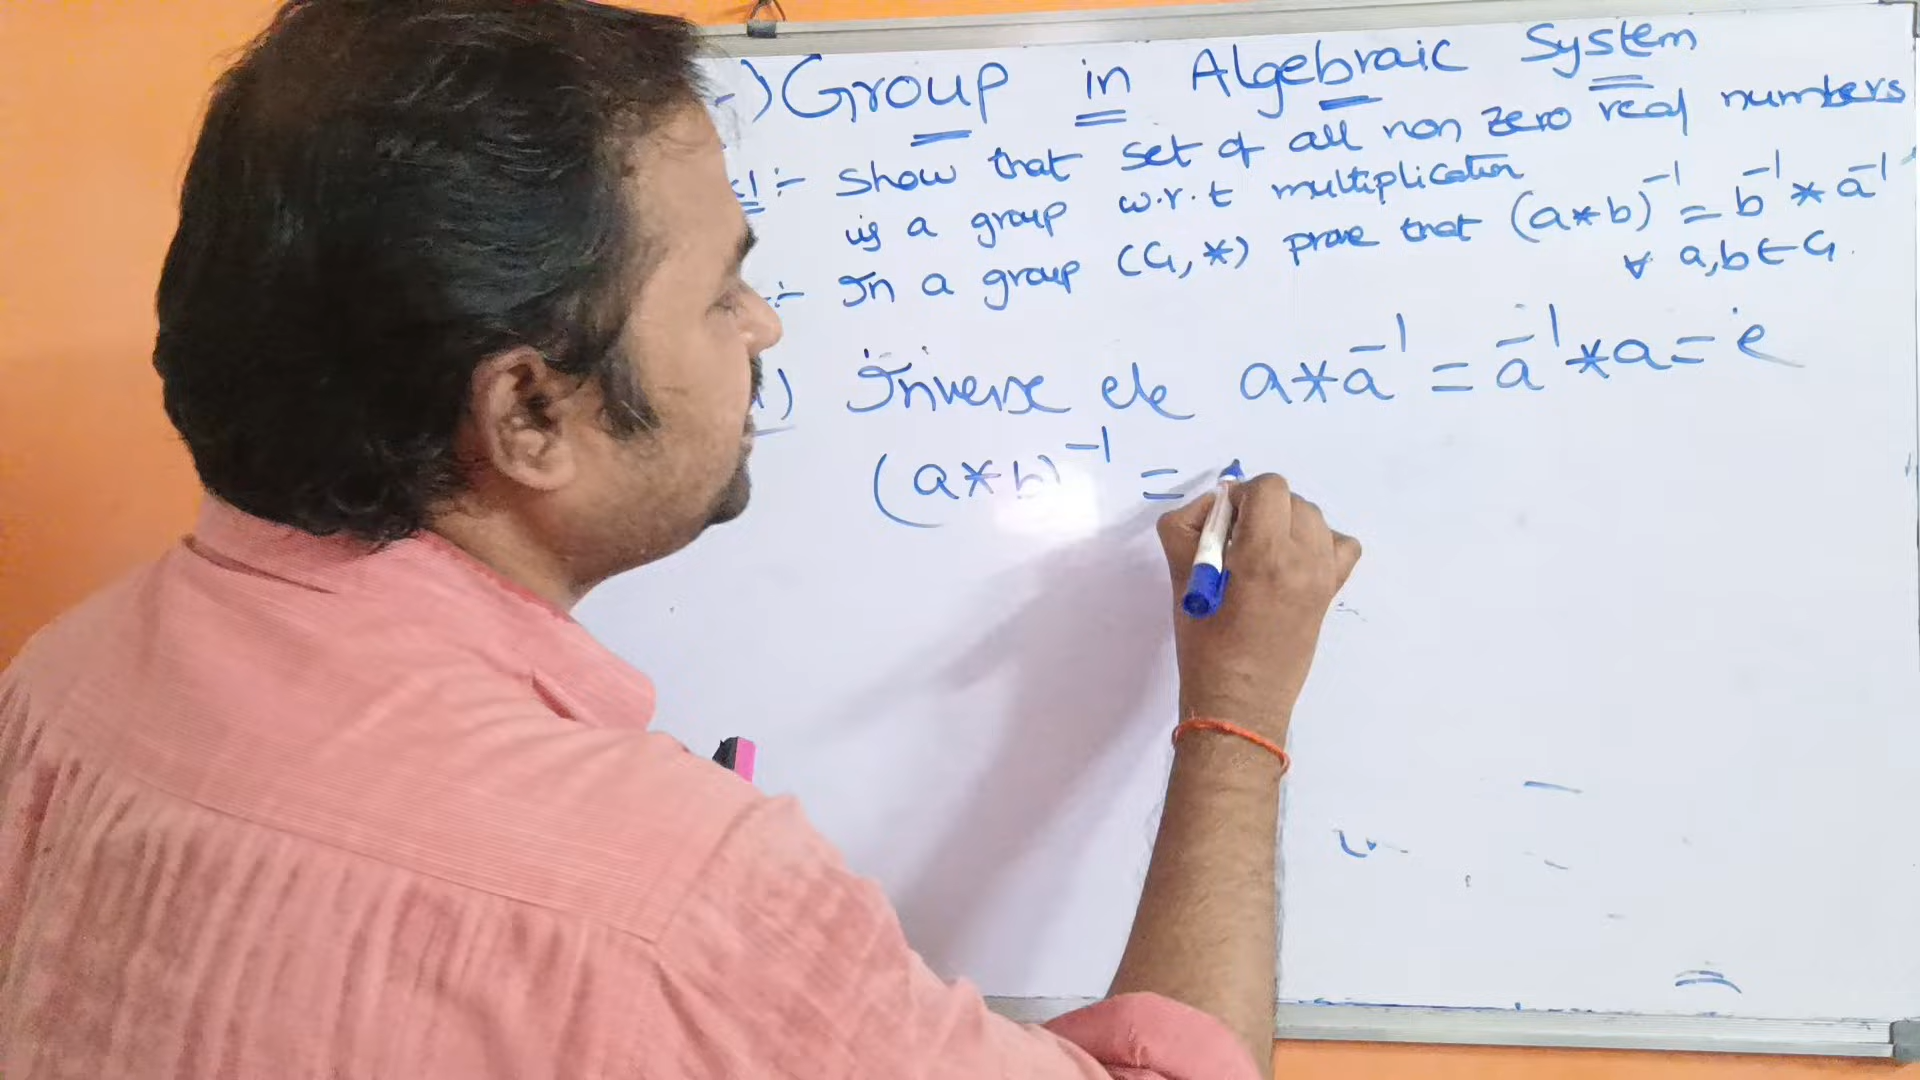 ) Group in Algebraic System
:- Show that set of all non zero real numbers
is a group w.r.t multiplication
:- In a group (G, *) prove that (a*b)⁻¹ = b⁻¹ * a⁻¹
∀ a,b ∈ G.
) Inverse ele a * a⁻¹ = a⁻¹ * a = e
(a * b)⁻¹ =